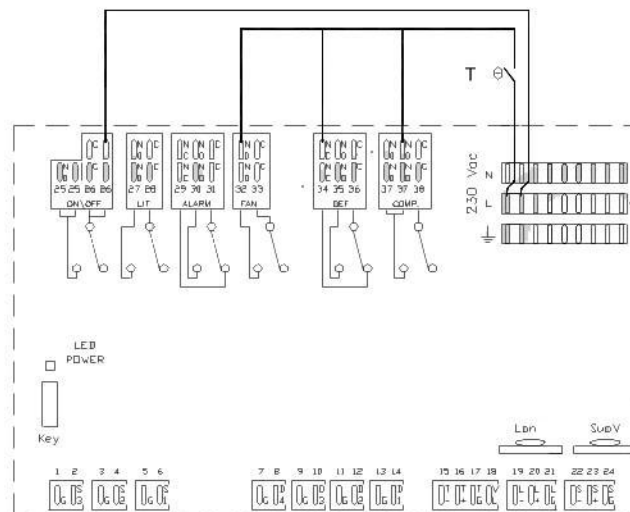 T
230 Vac
N
L
25 25 26 26 27 28 29 30 31 32 33 34 35 36 37 37 38
ON\OFF LIT ALARM FAN DEF COMP.
LED
POWER
Key
Lan SupV
1 2 3 4 5 6 7 8 9 10 11 12 13 14 15 16 17 18 19 20 21 22 23 24